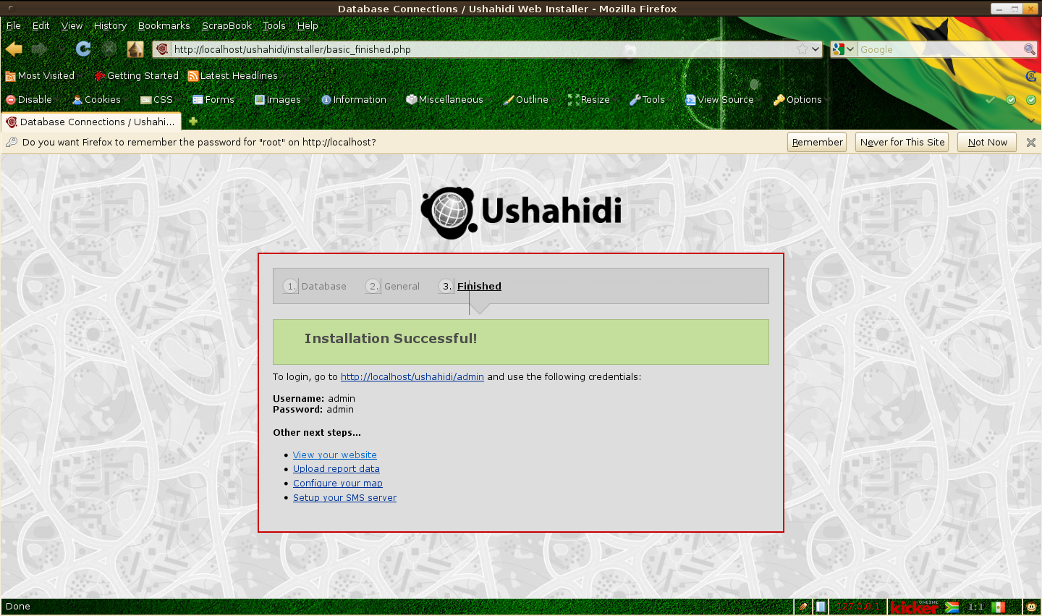 Database Connections / Ushahidi Web Installer - Mozilla Firefox
File Edit View History Bookmarks ScrapBook Tools Help
http://localhost/ushahidi/installer/basic_finished.php
Google
Most Visited Getting Started Latest Headlines
Disable Cookies CSS Forms Images Information Miscellaneous Outline Resize Tools View Source Options
Database Connections / Ushahi...
Do you want Firefox to remember the password for "root" on http://localhost?
Remember Never for This Site Not Now
Ushahidi
1. Database 2. General 3. Finished
Installation Successful!
To login, go to http://localhost/ushahidi/admin and use the following credentials:
Username: admin
Password: admin
Other next steps...
• View your website
• Upload report data
• Configure your map
• Setup your SMS server
Done
kicker
1:1